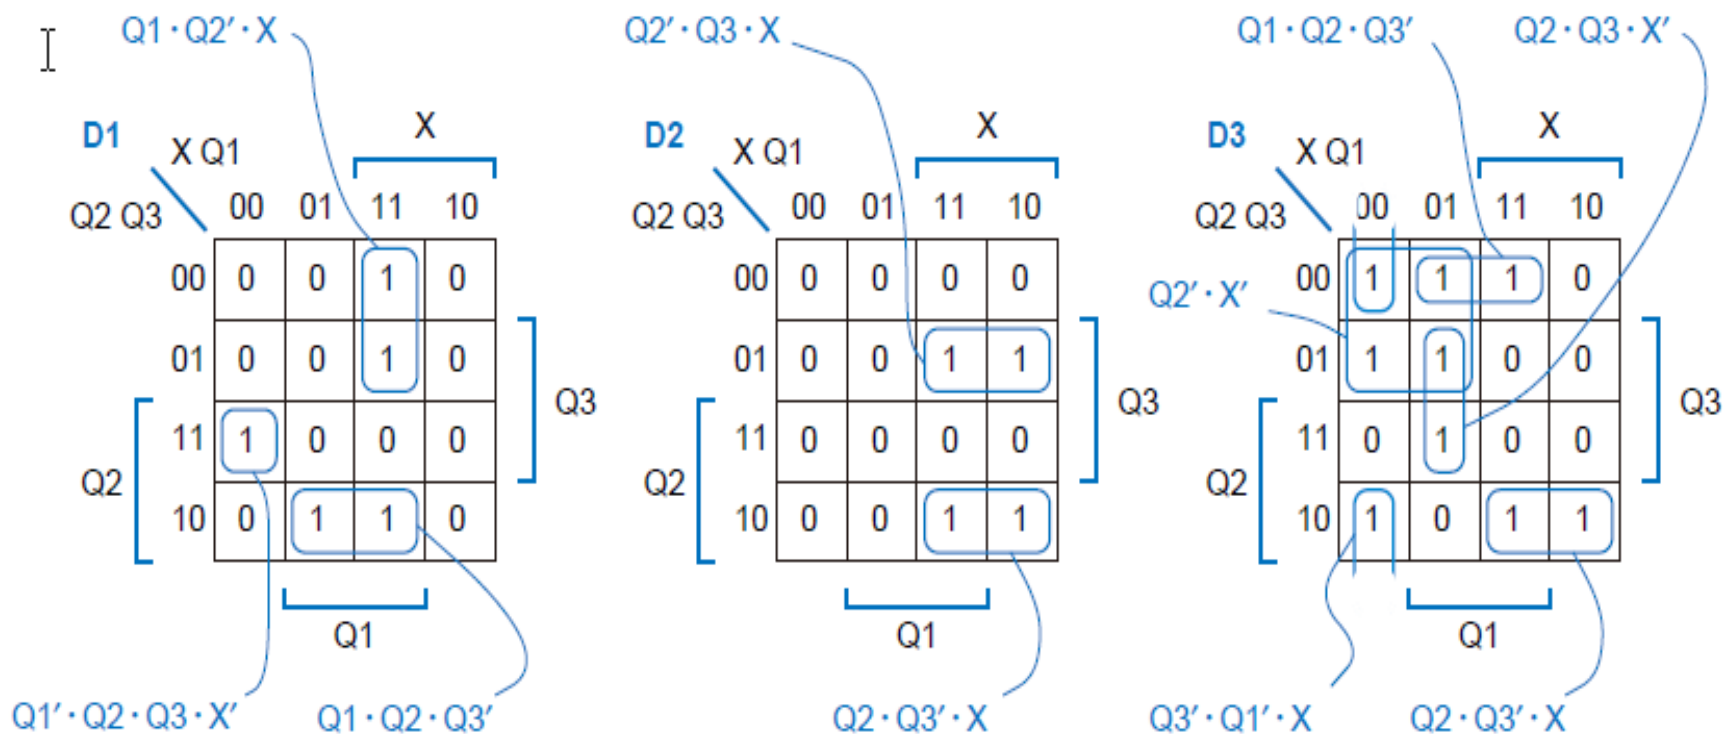 Q1·Q2′·X
Q2′·Q3·X
Q1·Q2·Q3′
Q2·Q3·X′
D1
X Q1
X
Q2 Q3
00 01 11 10
00 0 0 1 0
01 0 0 1 0
11 1 0 0 0
10 0 1 1 0
Q3
Q2
Q1
Q1′·Q2·Q3·X′
Q1·Q2·Q3′
D2
X Q1
X
Q2 Q3
00 01 11 10
00 0 0 0 0
01 0 0 1 1
11 0 0 0 0
10 0 0 1 1
Q3
Q2
Q1
Q2·Q3′·X
D3
X Q1
X
Q2 Q3
00 01 11 10
Q2′·X′
00 1 1 1 0
01 1 1 0 0
11 0 1 0 0
10 1 0 1 1
Q3
Q2
Q1
Q3′·Q1′·X
Q2·Q3′·X